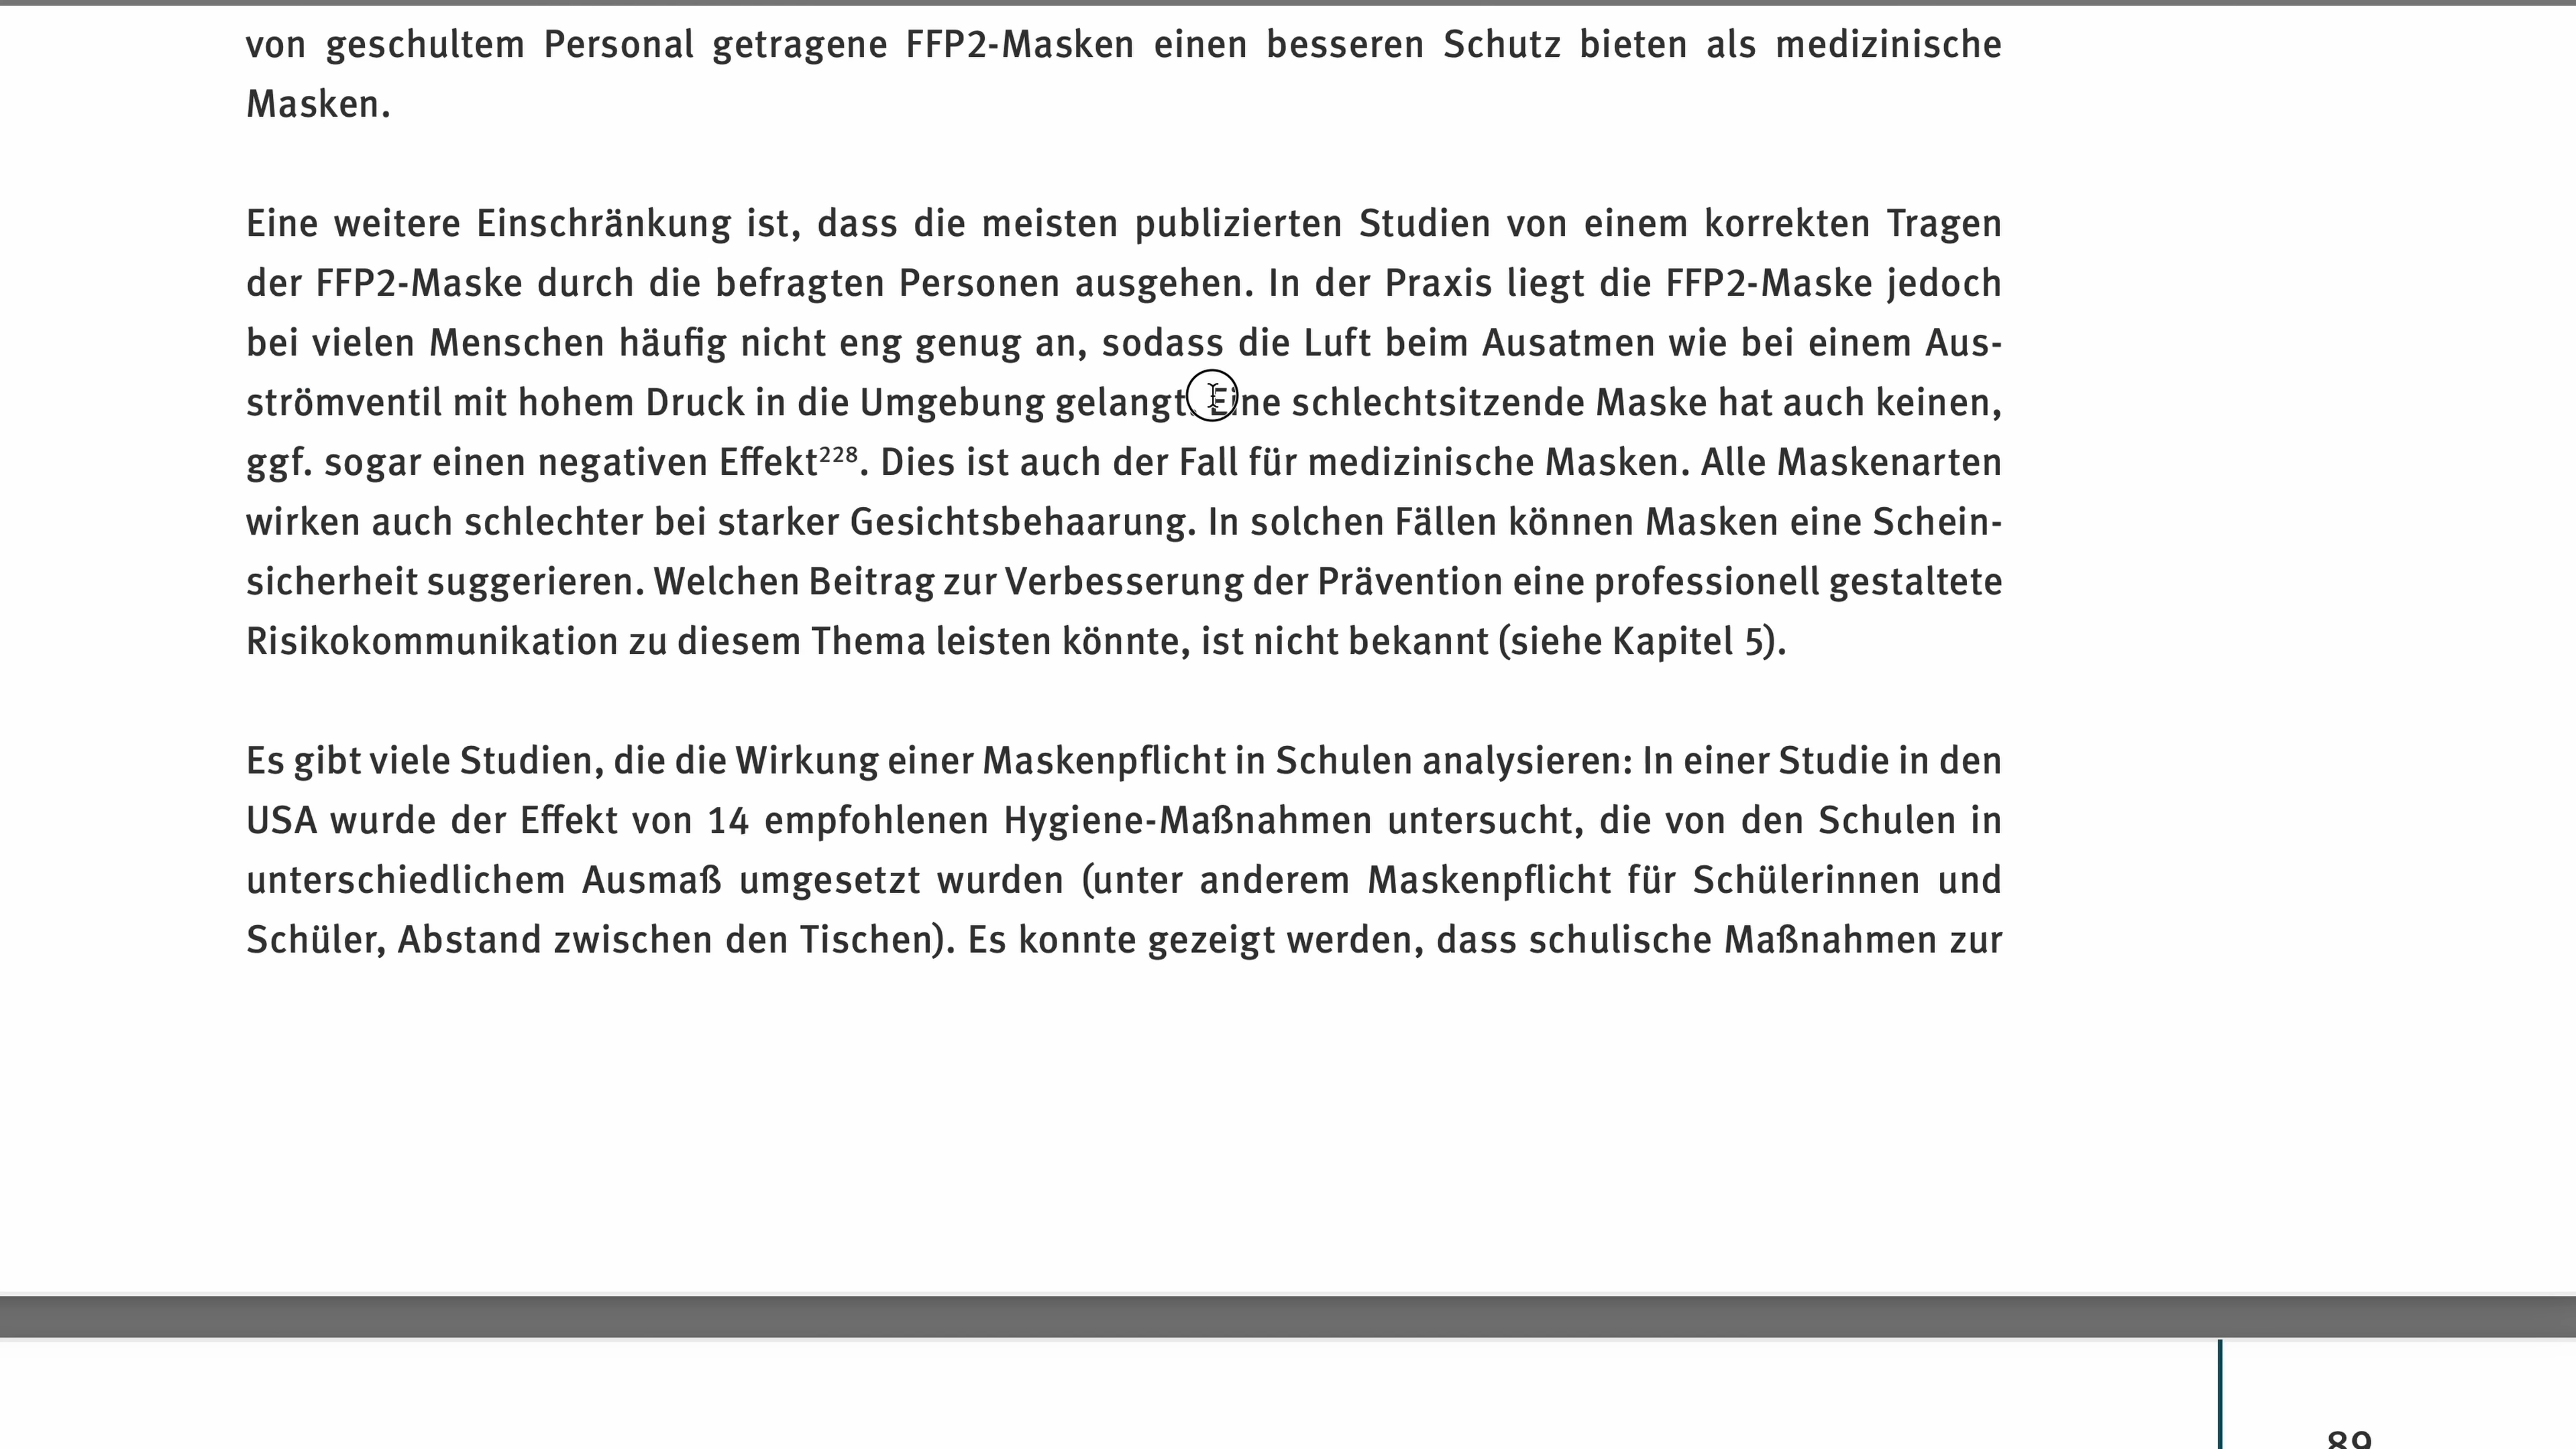 von geschultem Personal getragene FFP2-Masken einen besseren Schutz bieten als medizinische
Masken.
Eine weitere Einschränkung ist, dass die meisten publizierten Studien von einem korrekten Tragen
der FFP2-Maske durch die befragten Personen ausgehen. In der Praxis liegt die FFP2-Maske jedoch
bei vielen Menschen häufig nicht eng genug an, sodass die Luft beim Ausatmen wie bei einem Aus-
strömventil mit hohem Druck in die Umgebung gelangt. Eine schlechtsitzende Maske hat auch keinen,
ggf. sogar einen negativen Effekt²²⁸. Dies ist auch der Fall für medizinische Masken. Alle Maskenarten
wirken auch schlechter bei starker Gesichtsbehaarung. In solchen Fällen können Masken eine Schein-
sicherheit suggerieren. Welchen Beitrag zur Verbesserung der Prävention eine professionell gestaltete
Risikokommunikation zu diesem Thema leisten könnte, ist nicht bekannt (siehe Kapitel 5).
Es gibt viele Studien, die die Wirkung einer Maskenpflicht in Schulen analysieren: In einer Studie in den
USA wurde der Effekt von 14 empfohlenen Hygiene-Maßnahmen untersucht, die von den Schulen in
unterschiedlichem Ausmaß umgesetzt wurden (unter anderem Maskenpflicht für Schülerinnen und
Schüler, Abstand zwischen den Tischen). Es konnte gezeigt werden, dass schulische Maßnahmen zur
89